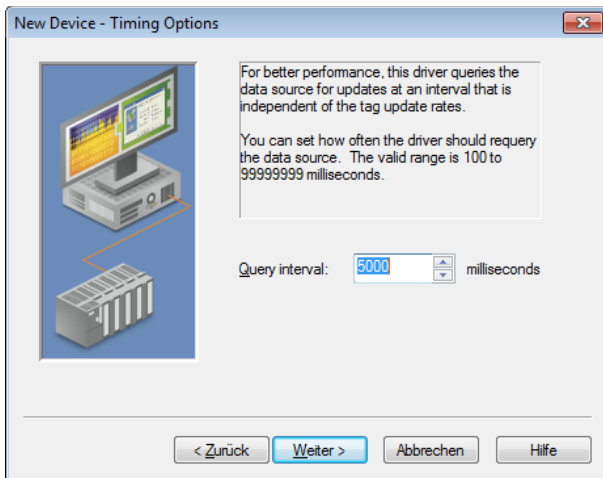 New Device - Timing Options
For better performance, this driver queries the
data source for updates at an interval that is
independent of the tag update rates.
You can set how often the driver should requery
the data source.  The valid range is 100 to
99999999 milliseconds.
Query interval: 5000 milliseconds
< Zurück Weiter > Abbrechen Hilfe